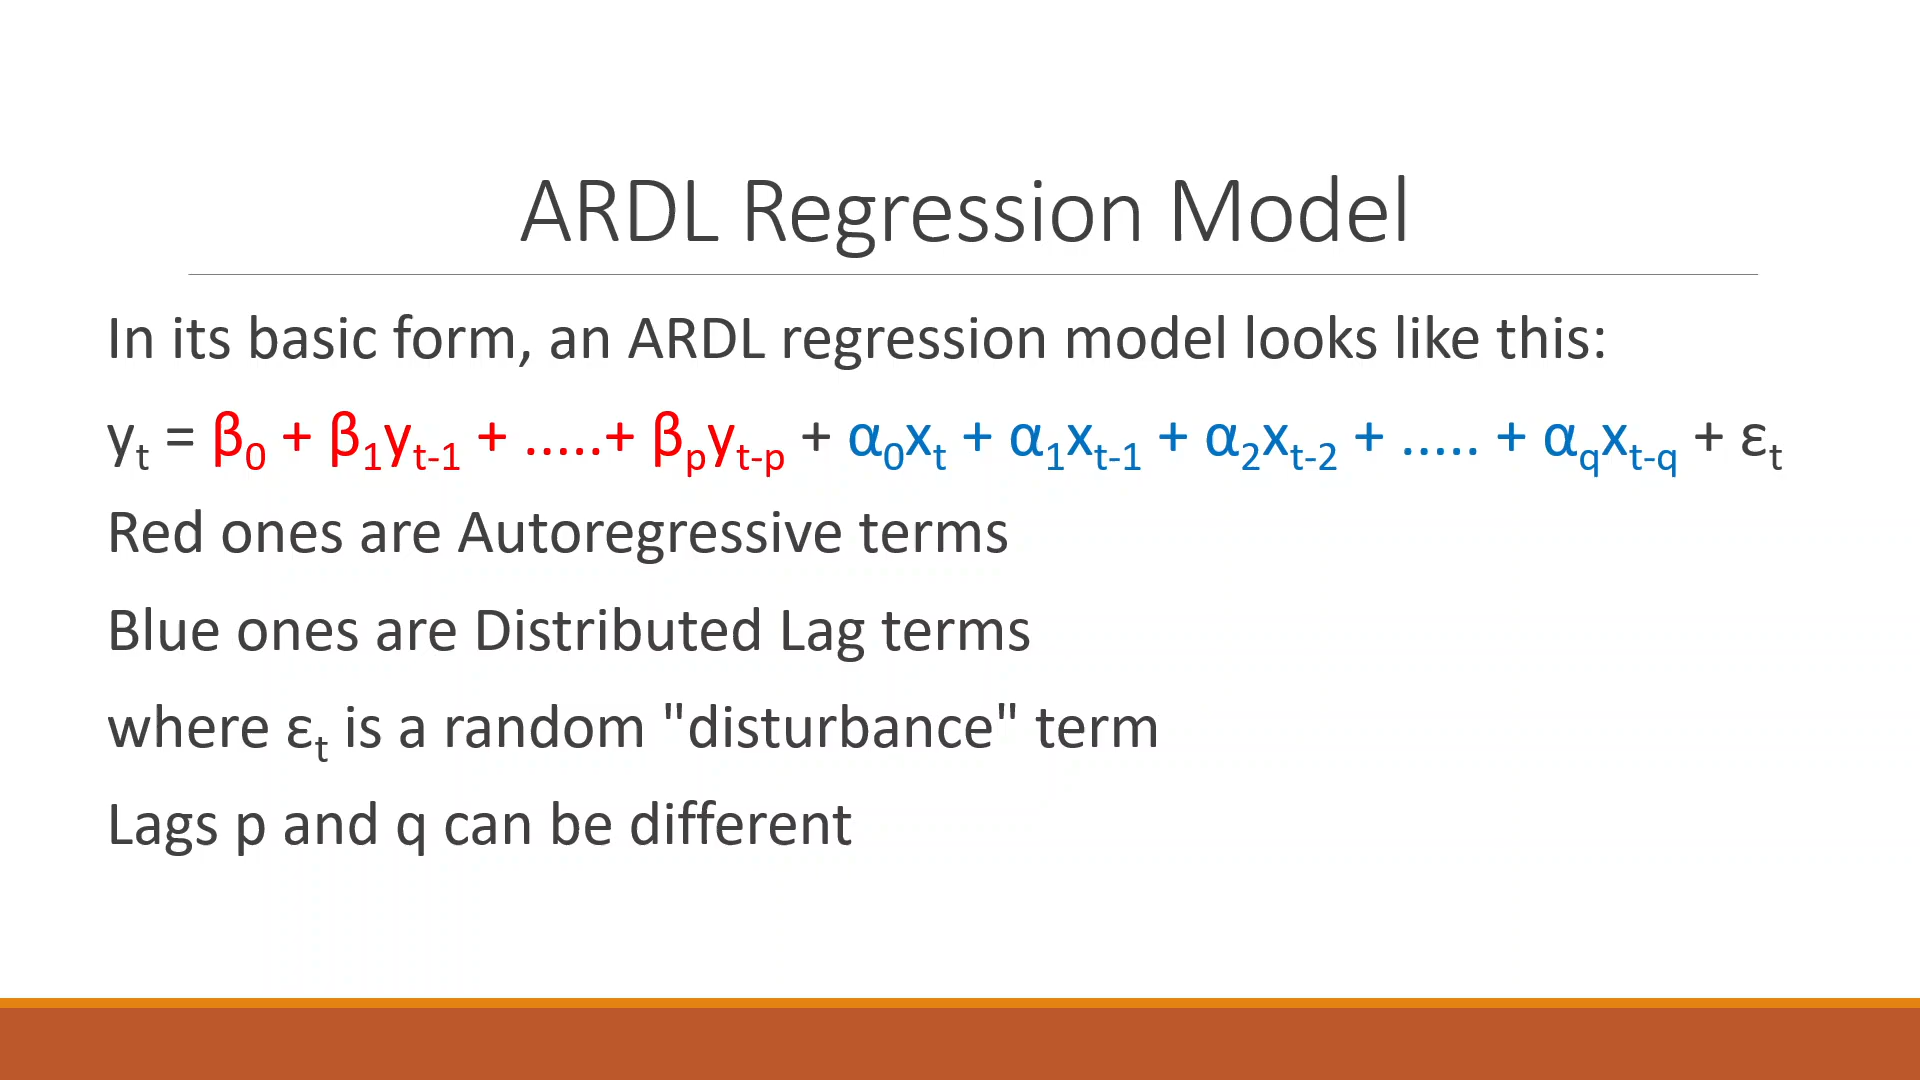 ARDL Regression Model
In its basic form, an ARDL regression model looks like this:
yₜ = β₀ + β₁yₜ₋₁ + .....+ βₚyₜ₋ₚ + α₀xₜ + α₁xₜ₋₁ + α₂xₜ₋₂ + ..... + α_q x_t-q + εₜ
Red ones are Autoregressive terms
Blue ones are Distributed Lag terms
where εₜ is a random "disturbance" term
Lags p and q can be different